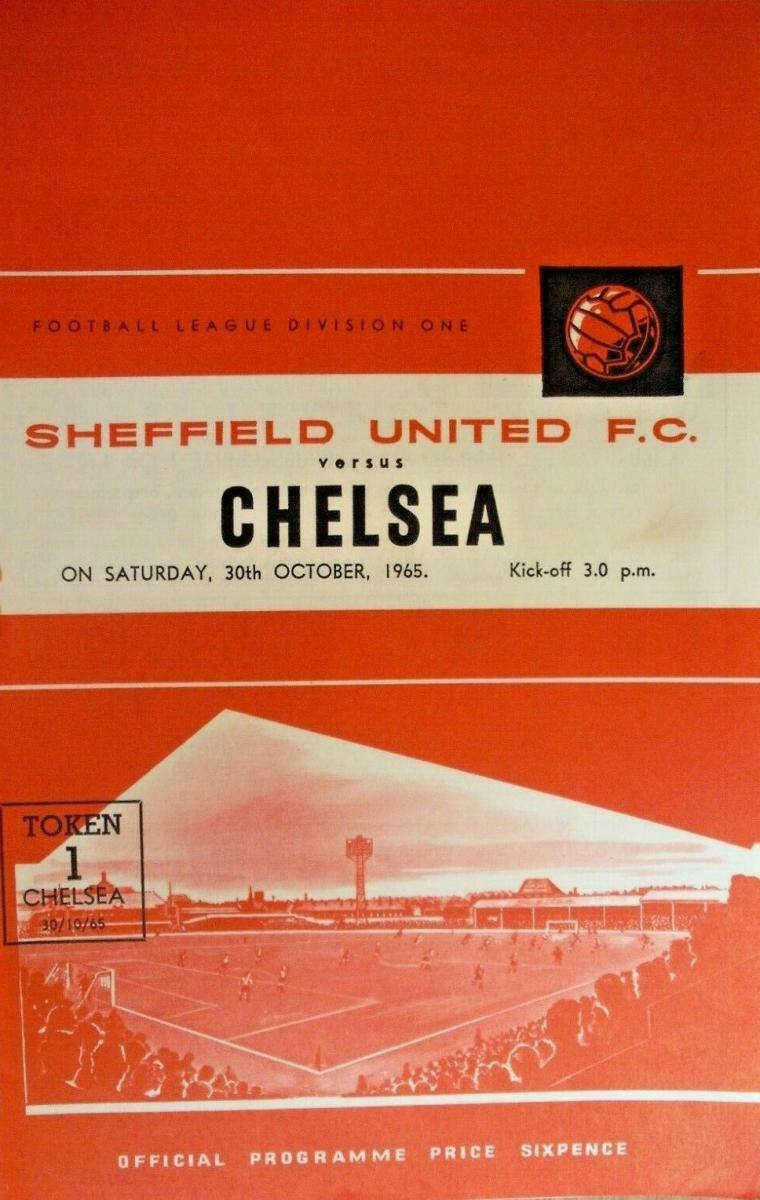 FOOTBALL LEAGUE DIVISION ONE
SHEFFIELD UNITED F.C.
versus
CHELSEA
ON SATURDAY, 30th OCTOBER, 1965. Kick-off 3.0 p.m.
TOKEN
1
CHELSEA
30/10/65
OFFICIAL PROGRAMME PRICE SIXPENCE